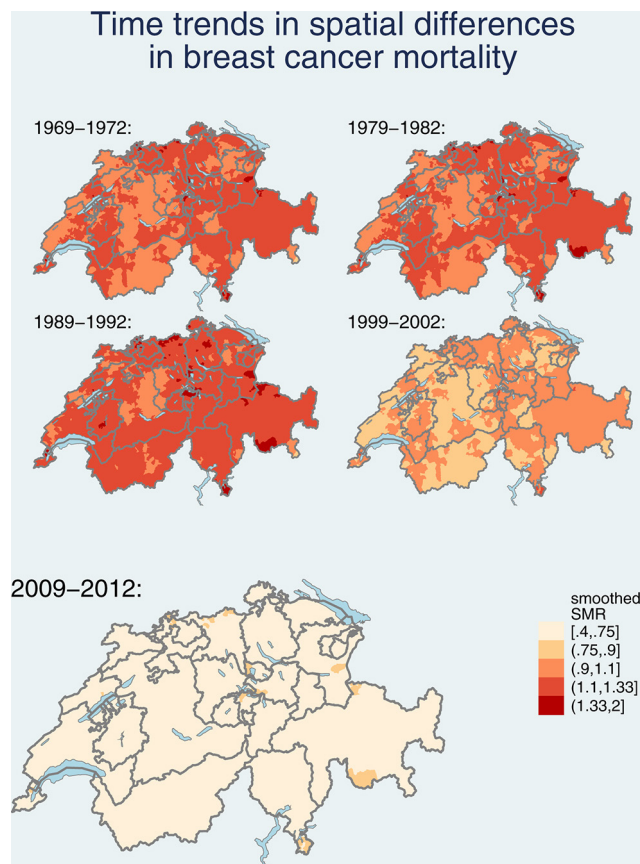 Time trends in spatial differences
in breast cancer mortality
1969–1972:
1979–1982:
1989–1992:
1999–2002:
2009–2012:
smoothed
SMR
[.4,.75]
(.75,.9]
(.9,1.1]
(1.1,1.33]
(1.33,2]